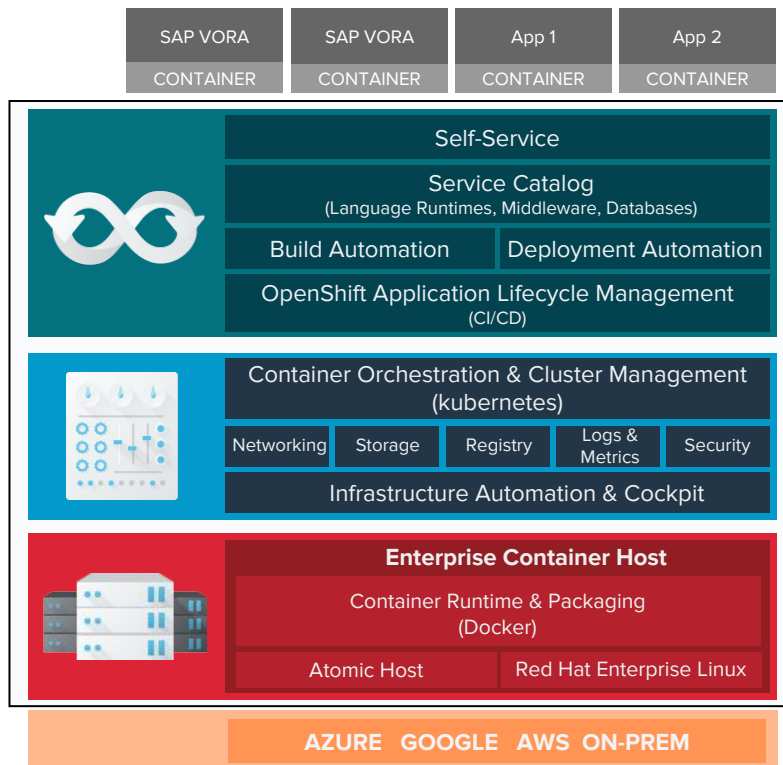 SAP VORA
SAP VORA
App 1
App 2
CONTAINER
CONTAINER
CONTAINER
CONTAINER
Self-Service
Service Catalog
(Language Runtimes, Middleware, Databases)
Build Automation
Deployment Automation
OpenShift Application Lifecycle Management
(CI/CD)
Container Orchestration & Cluster Management
(kubernetes)
Networking
Storage
Registry
Logs &
Metrics
Security
Infrastructure Automation & Cockpit
Enterprise Container Host
Container Runtime & Packaging
(Docker)
Atomic Host
Red Hat Enterprise Linux
AZURE GOOGLE AWS ON-PREM